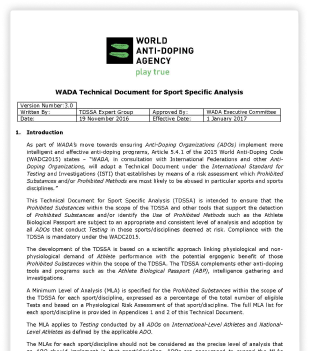 WORLD
ANTI-DOPING
AGENCY
play true
WADA Technical Document for Sport Specific Analysis
Version Number: 3.0
Written By: TDSSA Expert Group Approved By: WADA Executive Committee
Date: 19 November 2016 Effective Date: 1 January 2017
1. Introduction
As part of WADA's move towards ensuring Anti-Doping Organizations (ADOs) implement more
intelligent and effective anti-doping programs, Article 5.4.1 of the 2015 World Anti-Doping Code
(WADC2015) states – "WADA, in consultation with International Federations and other Anti-
Doping Organizations, will adopt a Technical Document under the International Standard for
Testing and Investigations (IST) that establishes by means of a risk assessment which Prohibited
Substances and/or Prohibited Methods are most likely to be abused in particular sports and sports
disciplines."
This Technical Document for Sport Specific Analysis (TDSSA) is intended to ensure that the
Prohibited Substances within the scope of the TDSSA and other tools that support the detection
of Prohibited Substances and/or identify the Use of Prohibited Methods such as the Athlete
Biological Passport are subject to an appropriate and consistent level of analysis and adoption by
all ADOs that conduct Testing in those sports/disciplines deemed at risk. Compliance with the
TDSSA is mandatory under the WADC2015.
The development of the TDSSA is based on a scientific approach linking physiological and non-
physiological demand of Athlete performance with the potential ergogenic benefit of those
Prohibited Substances within the scope of the TDSSA. The TDSSA complements other anti-doping
tools and programs such as the Athlete Biological Passport (ABP), intelligence gathering and
investigations.
A Minimum Level of Analysis (MLA) is specified for the Prohibited Substances within the scope of
the TDSSA for each sport/discipline, expressed as a percentage of the total number of eligible
Tests and based on a Physiological Risk Assessment of that sport/discipline. The full MLA list for
each sport/discipline is provided in Appendices 1 and 2 of this Technical Document.
The MLA applies to Testing conducted by all ADOs on International-Level Athletes and National-
Level Athletes as defined by the applicable ADO.
The MLAs for each sport/discipline should not be considered as the precise level of analysis that